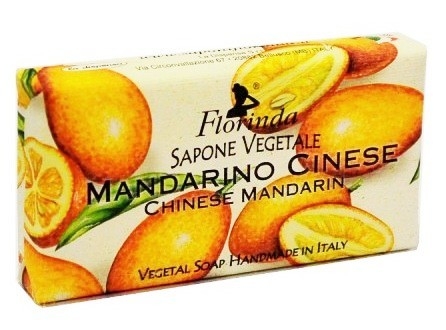 Florinda
SAPONE VEGETALE
MANDARINO CINESE
CHINESE MANDARIN
VEGETAL SOAP HANDMADE IN ITALY